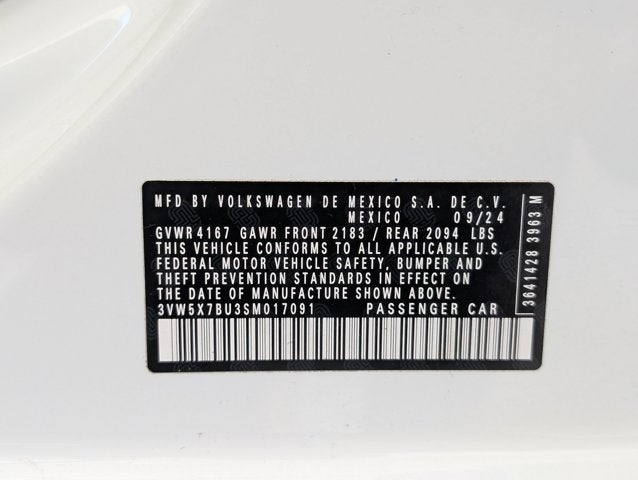 MFD BY VOLKSWAGEN DE MEXICO S.A. DE C.V.
MEXICO 09/24
GVWR 4167 GAWR FRONT 2183 / REAR 2094 LBS
THIS VEHICLE CONFORMS TO ALL APPLICABLE U.S.
FEDERAL MOTOR VEHICLE SAFETY, BUMPER AND
THEFT PREVENTION STANDARDS IN EFFECT ON
THE DATE OF MANUFACTURE SHOWN ABOVE.
3VW5X7BU3SM017091 PASSENGER CAR
3641428 3963 M